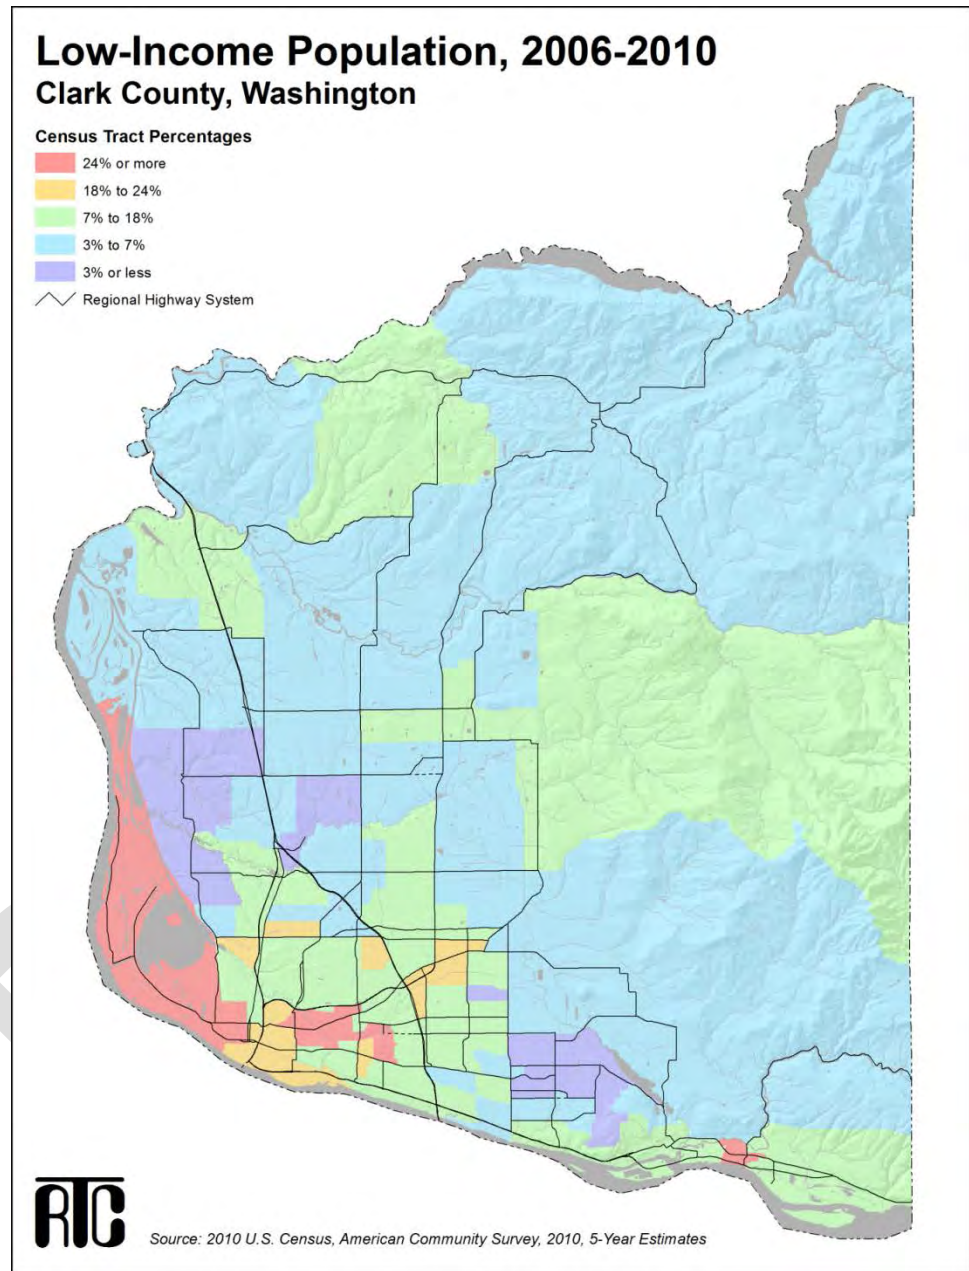 Low-Income Population, 2006-2010
Clark County, Washington
Census Tract Percentages
24% or more
18% to 24%
7% to 18%
3% to 7%
3% or less
Regional Highway System
RTC
Source: 2010 U.S. Census, American Community Survey, 2010, 5-Year Estimates